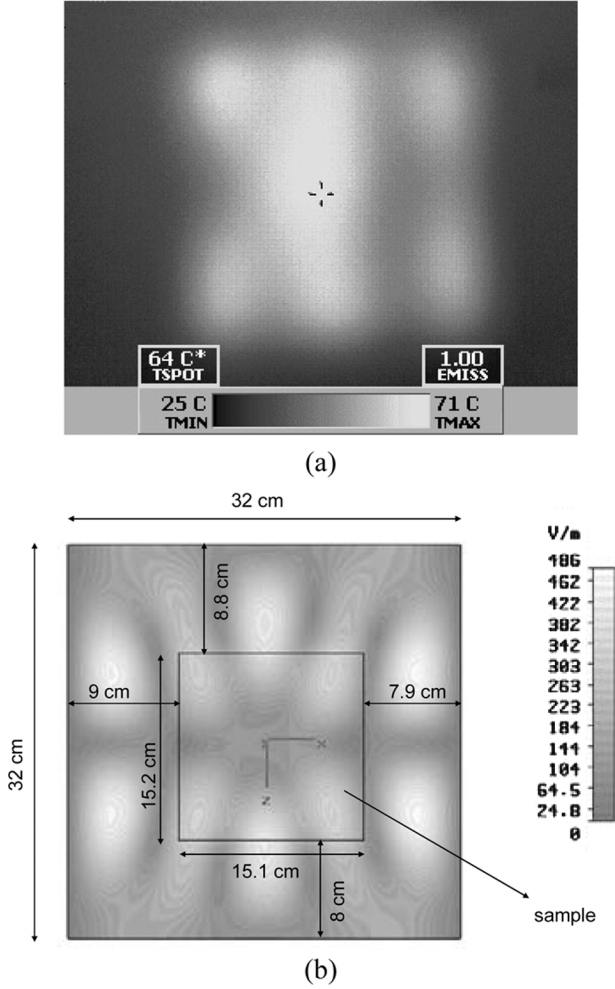 64 C*
TSPOT
1.00
EMISS
25 C
TMIN
71 C
TMAX
(a)
32 cm
32 cm
8.8 cm
9 cm
7.9 cm
15.2 cm
15.1 cm
8 cm
X
Z
sample
V/m
486
462
422
382
342
303
263
223
184
144
104
64.5
24.8
0
(b)